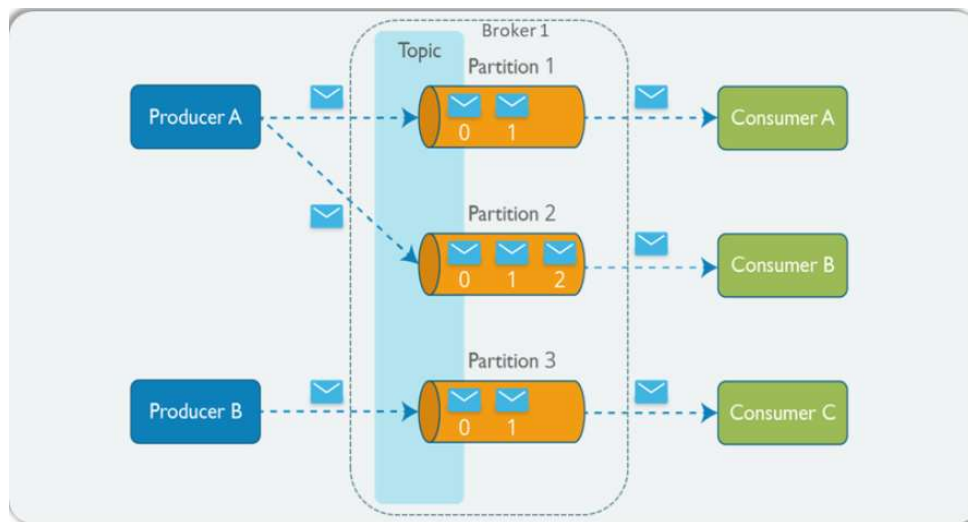 Broker 1
Topic
Partition 1
Producer A
0 1
Consumer A
Partition 2
0 1 2
Consumer B
Partition 3
Producer B
0 1
Consumer C